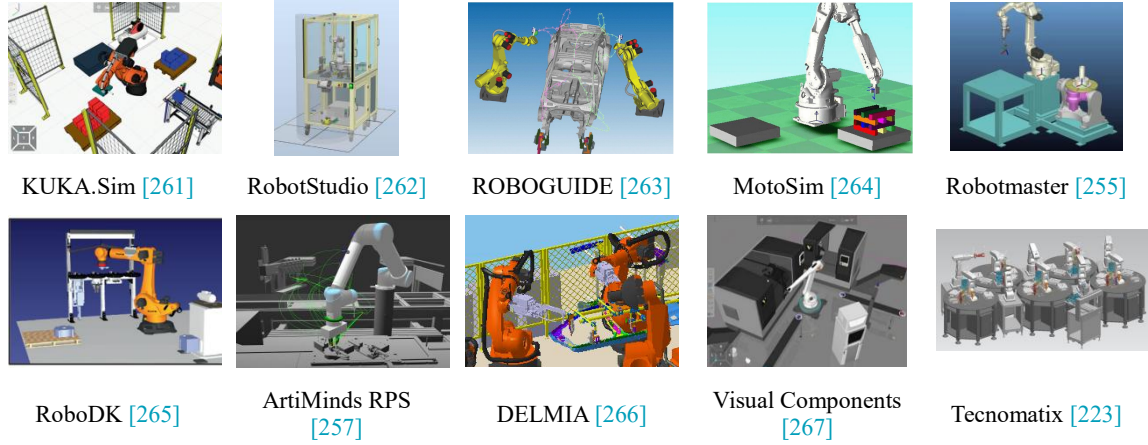 KUKA.Sim [261]
RobotStudio [262]
ROBOGUIDE [263]
MotoSim [264]
Robotmaster [255]
RoboDK [265]
ArtiMinds RPS
[257]
DELMIA [266]
Visual Components
[267]
Tecnomatix [223]